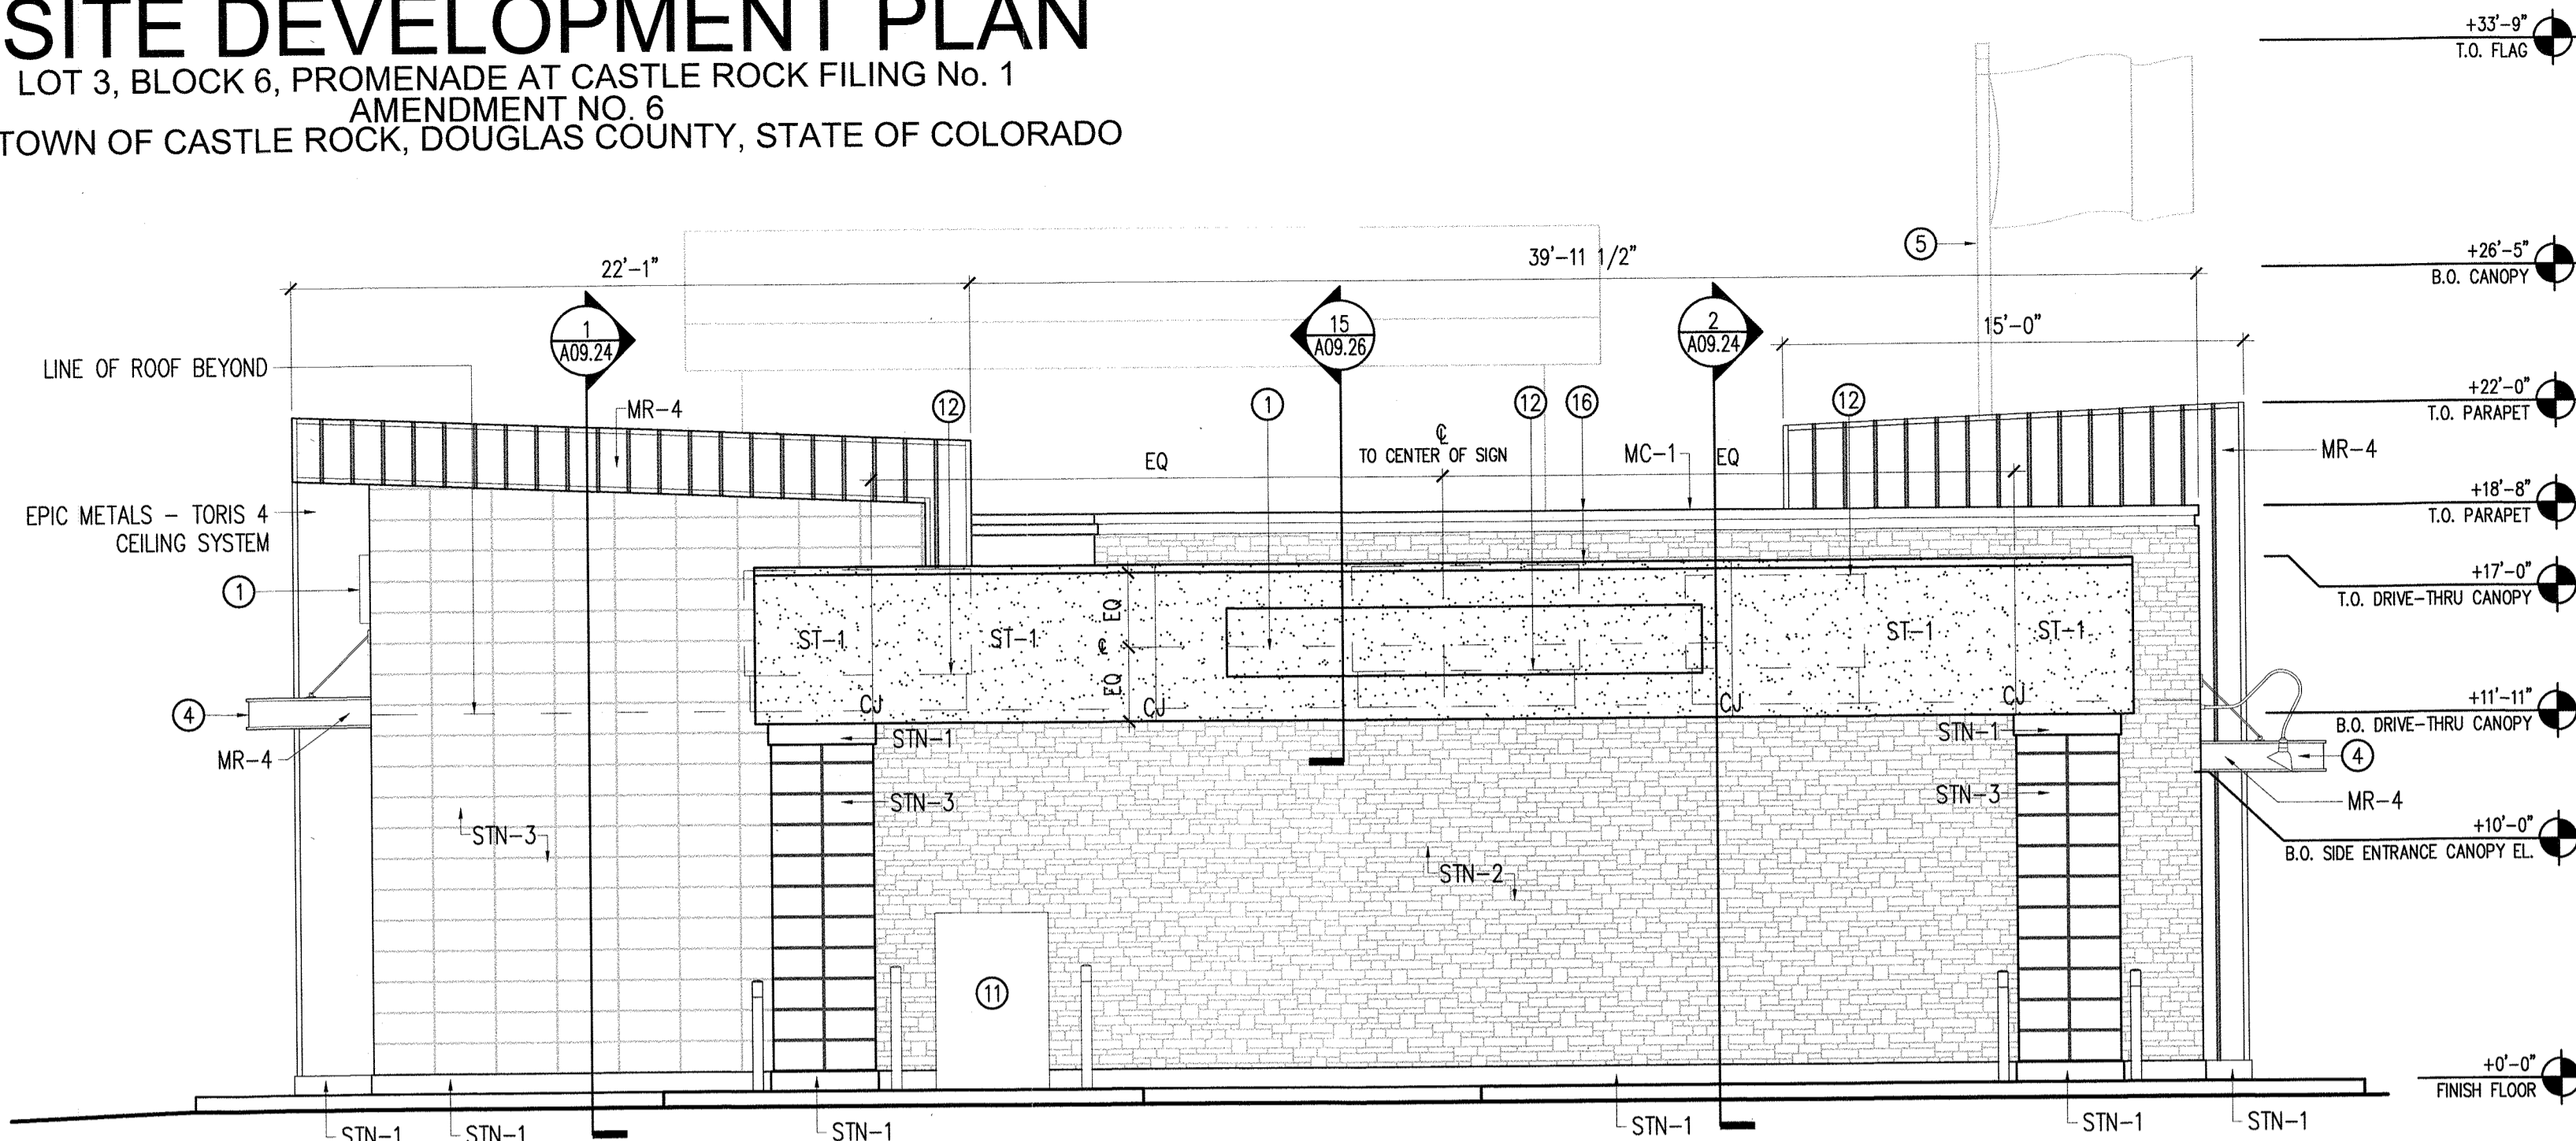 SITE DEVELOPMENT PLAN
LOT 3, BLOCK 6, PROMENADE AT CASTLE ROCK FILING No. 1
AMENDMENT NO. 6
TOWN OF CASTLE ROCK, DOUGLAS COUNTY, STATE OF COLORADO
+33'-9"
T.O. FLAG
5
+26'-5"
B.O. CANOPY
22'-1"
39'-11 1/2"
15'-0"
1
A09.24
15
A09.26
2
A09.24
LINE OF ROOF BEYOND
MR-4
12
1
12
16
12
+22'-0"
T.O. PARAPET
EQ
℄
TO CENTER OF SIGN
MC-1
EQ
MR-4
+18'-8"
T.O. PARAPET
EPIC METALS - TORIS 4
CEILING SYSTEM
1
+17'-0"
T.O. DRIVE-THRU CANOPY
EQ
℄
EQ
ST-1
ST-1
ST-1
ST-1
CJ
CJ
CJ
CJ
4
MR-4
+11'-11"
B.O. DRIVE-THRU CANOPY
STN-1
STN-1
4
MR-4
STN-3
STN-3
+10'-0"
B.O. SIDE ENTRANCE CANOPY EL.
STN-3
STN-2
11
+0'-0"
FINISH FLOOR
STN-1
STN-1
STN-1
STN-1
STN-1
STN-1